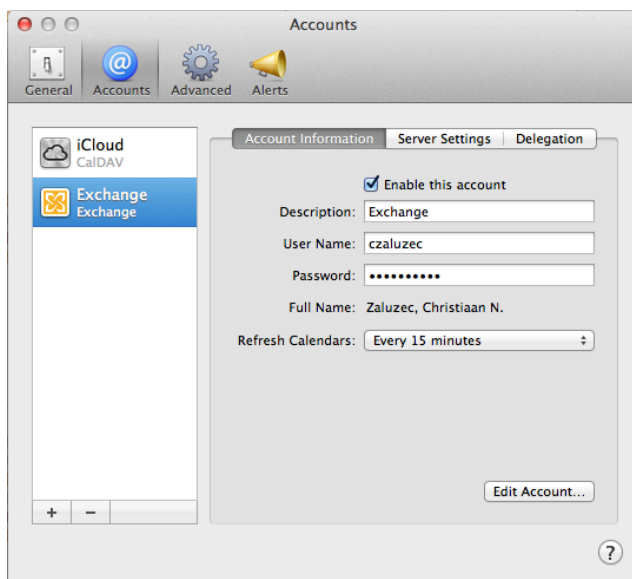 Accounts
General
Accounts
Advanced
Alerts
iCloud
CalDAV
Exchange
Exchange
Account Information
Server Settings
Delegation
Enable this account
Description: Exchange
User Name: czaluzec
Password: ••••••••••
Full Name: Zaluzec, Christiaan N.
Refresh Calendars: Every 15 minutes
Edit Account...
+ −
?